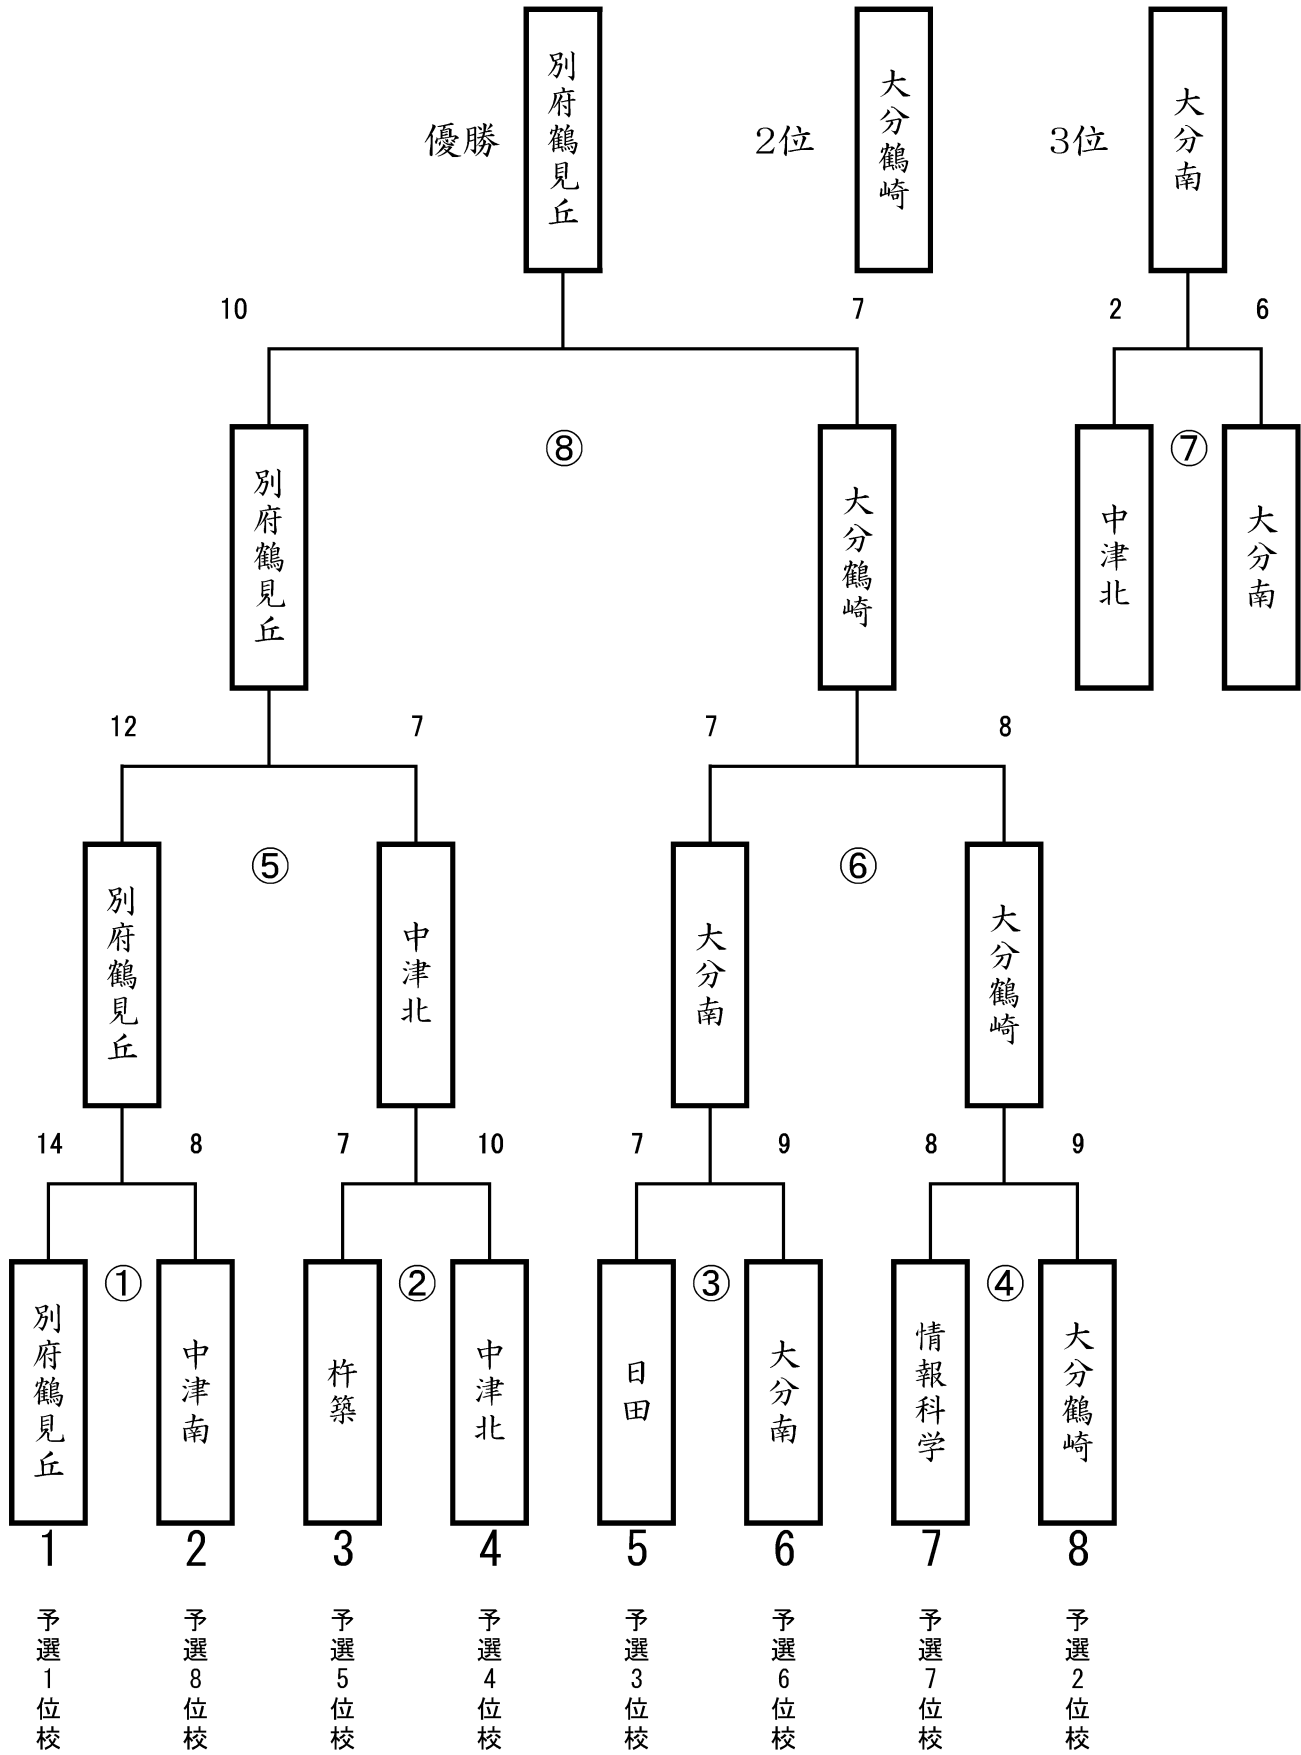 優勝
別府鶴見丘
2位
大分鶴崎
3位
大分南
10
7
2
6
別府鶴見丘
⑧
大分鶴崎
中津北
⑦
大分南
12
7
7
8
別府鶴見丘
⑤
中津北
大分南
⑥
大分鶴崎
14
8
7
10
7
9
8
9
別府鶴見丘
①
中津南
杵築
②
中津北
日田
③
大分南
情報科学
④
大分鶴崎
1
2
3
4
5
6
7
8
予選1位校
予選8位校
予選5位校
予選4位校
予選3位校
予選6位校
予選7位校
予選2位校